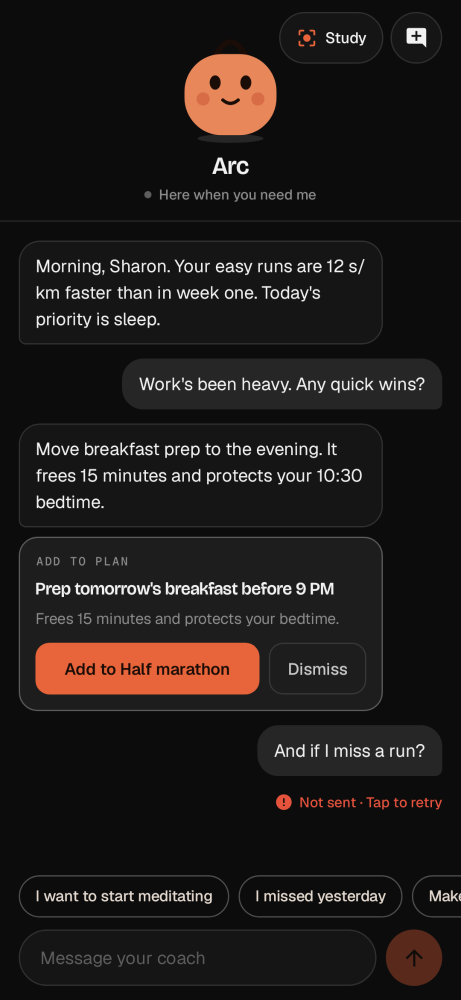 Study
Arc
Here when you need me
Morning, Sharon. Your easy runs are 12 s/
km faster than in week one. Today's
priority is sleep.
Work's been heavy. Any quick wins?
Move breakfast prep to the evening. It
frees 15 minutes and protects your 10:30
bedtime.
ADD TO PLAN
Prep tomorrow's breakfast before 9 PM
Frees 15 minutes and protects your bedtime.
Add to Half marathon
Dismiss
And if I miss a run?
Not sent · Tap to retry
I want to start meditating
I missed yesterday
Make
Message your coach